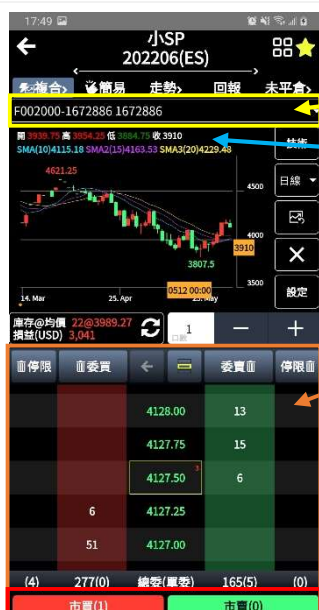 17:49
小SP
202206(ES)
複合 簡易 走勢 回報 未平倉
F002000-1672886 1672886
開 3939.75 高 3954.25 低 3884.75 收 3910
SMA(10)4115.18 SMA2(15)4163.53 SMA3(20)4229.48
技術
4621.25
4500
日線
4000
3910
3807.5
3500
14. Mar 25. Apr 0512 00:00 May
設定
庫存@均價 22@3989.27
損益(USD) 3,041
1
口數
停限 委買 委賣 停限
4128.00 13
4127.75 15
4127.50 3 6
6 4127.25
51 4127.00
(4) 277(0) 總委(單委) 165(5) (0)
市買(1) 市賣(0)